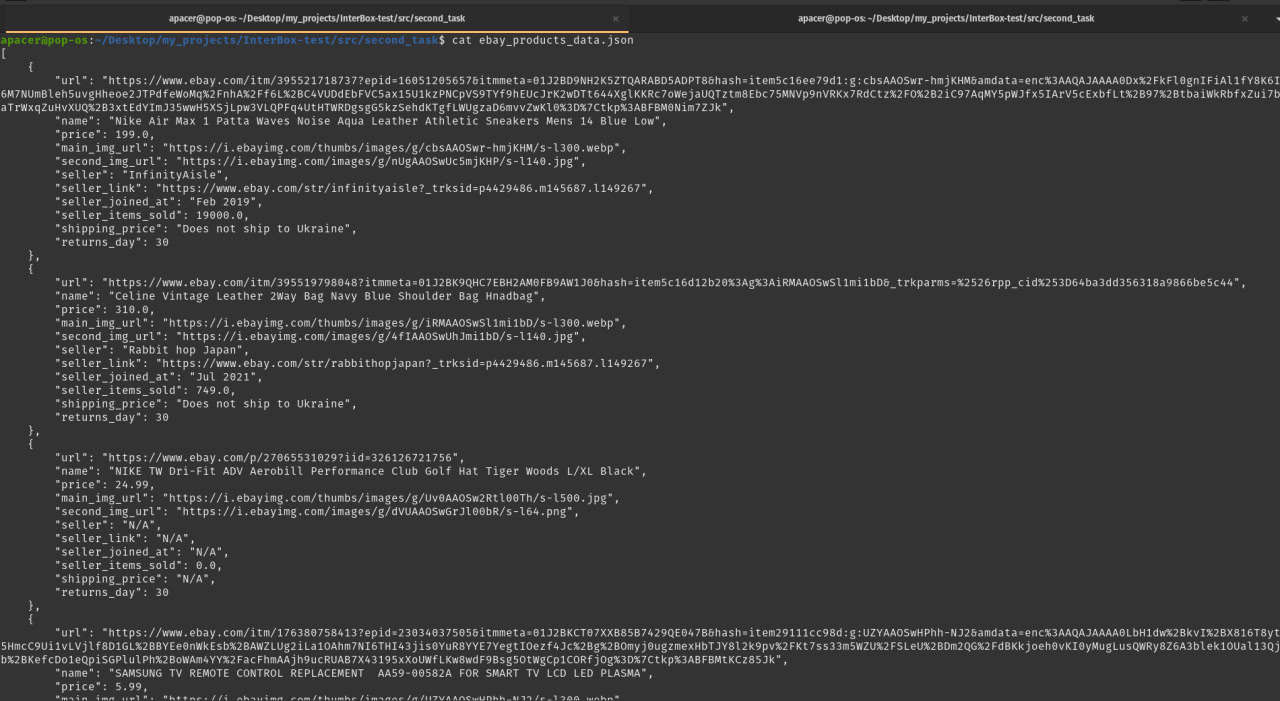 apacer@pop-os: ~/Desktop/my_projects/InterBox-test/src/second_task × apacer@pop-os: ~/Desktop/my_projects/InterBox-test/src/second_task ×
apacer@pop-os:~/Desktop/my_projects/InterBox-test/src/second_task$ cat ebay_products_data.json
[
{
"url": "https://www.ebay.com/itm/395521718737?epid=16051205657&itmmeta=01J2BD9NH2K5ZTQARABD5ADPT8&hash=item5c16ee79d1:g:cbsAAOSwr-hmjKHM&amdata=enc%3AAQAJAAAA0Dx%2FkFl0gnIFiAl1fY8K6I
6M7NUmBleh5uvgHheoe2JTPdfeWoMq%2FnhA%2Ff6L%2BC4VUDdEbFVC5ax15U1kzPNCpVS9TYf9hEUcJrK2wDTt644XglKKRc7oWejaUQTztm8Ebc75MNVp9nVRKx7RdCtz%2FO%2B2iC97AqMY5pWJfx5IArV5cExbfLt%2B97%2BtbaiWkRbfxZui7b
aTrWxqZuHvXUQ%2B3xtEdYImJ35wwH5XSjLpw3VLQPFq4UtHTWRDgsgG5kzSehdKTgfLWUgzaD6mvvZwKl0%3D%7Ctkp%3ABFBM0Nim7ZJk",
"name": "Nike Air Max 1 Patta Waves Noise Aqua Leather Athletic Sneakers Mens 14 Blue Low",
"price": 199.0,
"main_img_url": "https://i.ebayimg.com/thumbs/images/g/cbsAAOSwr-hmjKHM/s-l300.webp",
"second_img_url": "https://i.ebayimg.com/images/g/nUgAAOSwUc5mjKHP/s-l140.jpg",
"seller": "InfinityAisle",
"seller_link": "https://www.ebay.com/str/infinityaisle?_trksid=p4429486.m145687.l149267",
"seller_joined_at": "Feb 2019",
"seller_items_sold": 19000.0,
"shipping_price": "Does not ship to Ukraine",
"returns_day": 30
},
{
"url": "https://www.ebay.com/itm/395519798048?itmmeta=01J2BK9QHC7EBH2AM0FB9AW1J0&hash=item5c16d12b20%3Ag%3AiRMAAOSwSl1mi1bD&_trkparms=%2526rpp_cid%253D64ba3dd356318a9866be5c44",
"name": "Celine Vintage Leather 2Way Bag Navy Blue Shoulder Bag Hnadbag",
"price": 310.0,
"main_img_url": "https://i.ebayimg.com/thumbs/images/g/iRMAAOSwSl1mi1bD/s-l300.webp",
"second_img_url": "https://i.ebayimg.com/images/g/4fIAAOSwUhJmi1bD/s-l140.jpg",
"seller": "Rabbit hop Japan",
"seller_link": "https://www.ebay.com/str/rabbithopjapan?_trksid=p4429486.m145687.l149267",
"seller_joined_at": "Jul 2021",
"seller_items_sold": 749.0,
"shipping_price": "Does not ship to Ukraine",
"returns_day": 30
},
{
"url": "https://www.ebay.com/p/27065531029?iid=326126721756",
"name": "NIKE TW Dri-Fit ADV Aerobill Performance Club Golf Hat Tiger Woods L/XL Black",
"price": 24.99,
"main_img_url": "https://i.ebayimg.com/thumbs/images/g/Uv0AAOSw2Rtl00Th/s-l500.jpg",
"second_img_url": "https://i.ebayimg.com/images/g/dVUAAOSwGrJl00bR/s-l64.png",
"seller": "N/A",
"seller_link": "N/A",
"seller_joined_at": "N/A",
"seller_items_sold": 0.0,
"shipping_price": "N/A",
"returns_day": 30
},
{
"url": "https://www.ebay.com/itm/176380758413?epid=23034037505&itmmeta=01J2BKCT07XXB85B7429QE047B&hash=item29111cc98d:g:UZYAAOSwHPhh-NJ2&amdata=enc%3AAQAJAAAA0LbH1dw%2BkvI%2BX816T8yt
5HmcC9Ui1vLVjlf8D1GL%2BBYEe0nWkEsb%2BAWZLUg2iLa1OAhm7NI6THI43jis0YuR8YYE7YegtIOezf4Jc%2Bg%2BOmyj0ugzmexHbTJY8l2k9pv%2FKt7ss33m5WZU%2FSLeU%2BDm2QG%2FdBKkjoeh0vKI0yMugLusQWRy8Z6A3blek1OUal13Qj
b%2BKefcDo1eQpiSGPlulPh%2BoWAm4YY%2FacFhmAAjh9ucRUAB7X43195xXoUWfLKw8wdF9Bsg5OtWgCp1CORfjOg%3D%7Ctkp%3ABFBMtKCz85Jk",
"name": "SAMSUNG TV REMOTE CONTROL REPLACEMENT  AA59-00582A FOR SMART TV LCD LED PLASMA",
"price": 5.99,
"main_img_url": "https://i.ebayimg.com/thumbs/images/g/UZYAAOSwHPhh-NJ2/s-l300.webp",